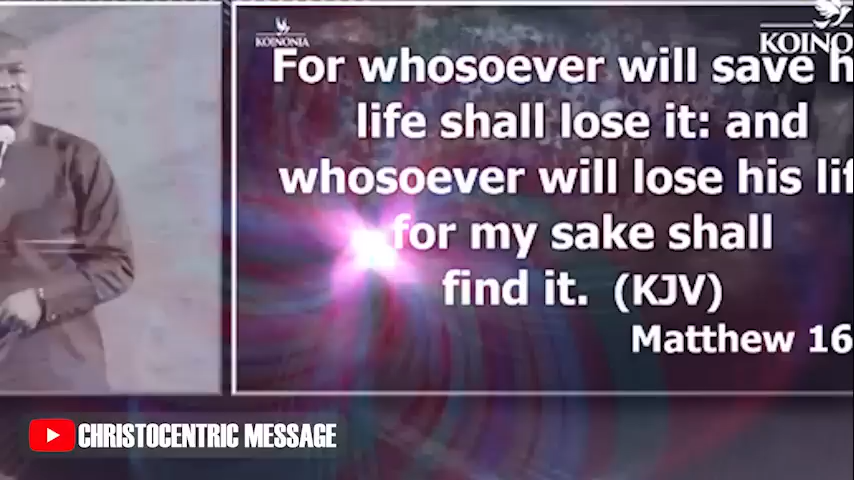 KOINONIA
KOINO
For whosoever will save h
life shall lose it: and
whosoever will lose his lif
for my sake shall
find it. (KJV)
Matthew 16
CHRISTOCENTRIC MESSAGE